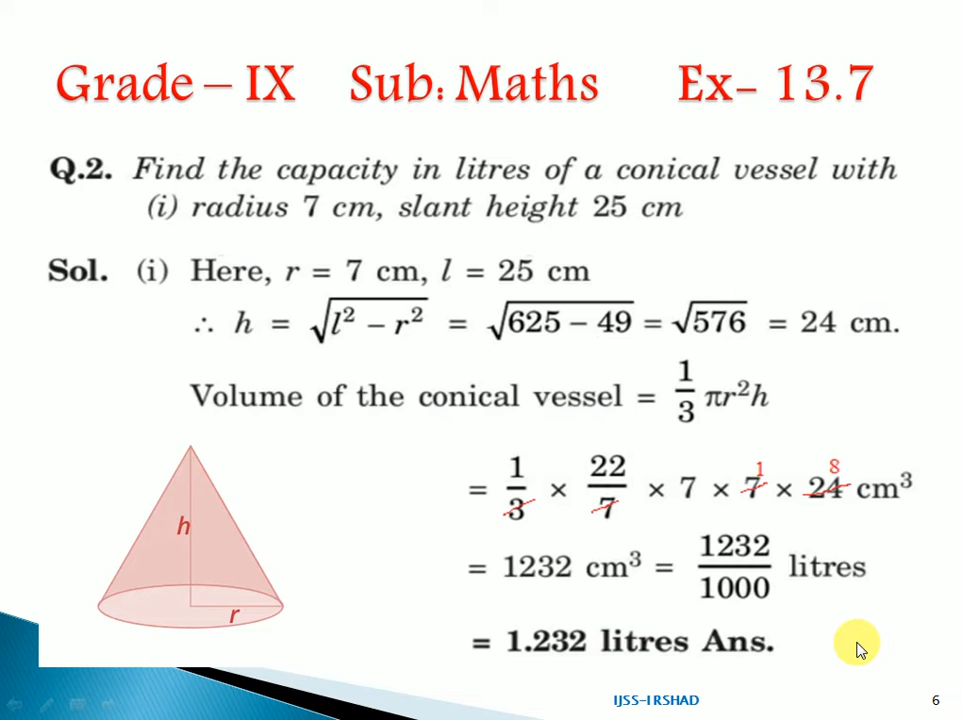 Grade – IX Sub: Maths Ex- 13.7
Q.2. Find the capacity in litres of a conical vessel with
(i) radius 7 cm, slant height 25 cm
Sol. (i) Here, r = 7 cm, l = 25 cm
∴ h = √(l² – r²) = √(625 – 49) = √576 = 24 cm.
Volume of the conical vessel = 1/3 πr²h
= 1/3 × 22/7 × 7 × 7 1 × 24 8 cm³
= 1232 cm³ = 1232/1000 litres
= 1.232 litres Ans.
h
r
IJSS-IRSHAD 6